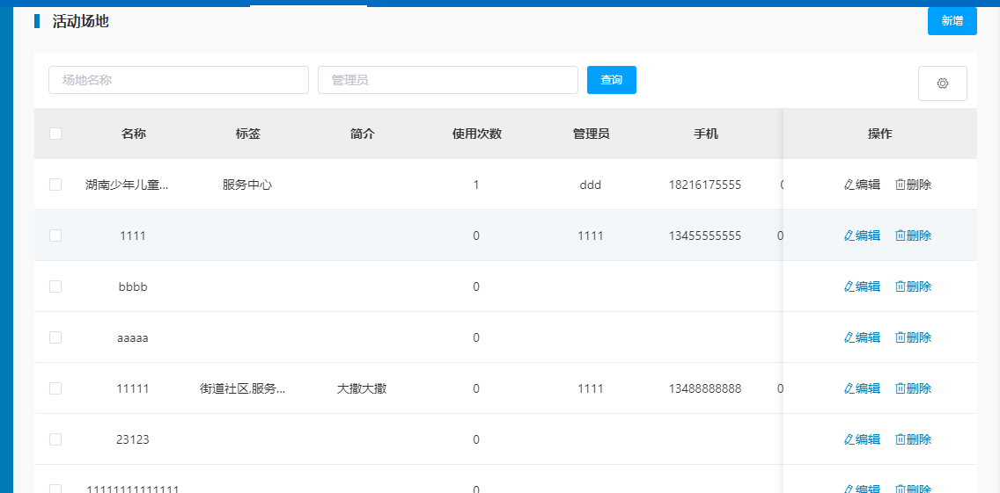 活动场地
新增
场地名称 管理员 查询
名称 标签 简介 使用次数 管理员 手机 操作
湖南少年儿童... 服务中心 1 ddd 18216175555 编辑 删除
1111 0 1111 13455555555 0 编辑 删除
bbbb 0 编辑 删除
aaaaa 0 编辑 删除
11111 街道社区,服务... 大撒大撒 0 1111 13488888888 0 编辑 删除
23123 0 编辑 删除
11111111111111 0 编辑 删除